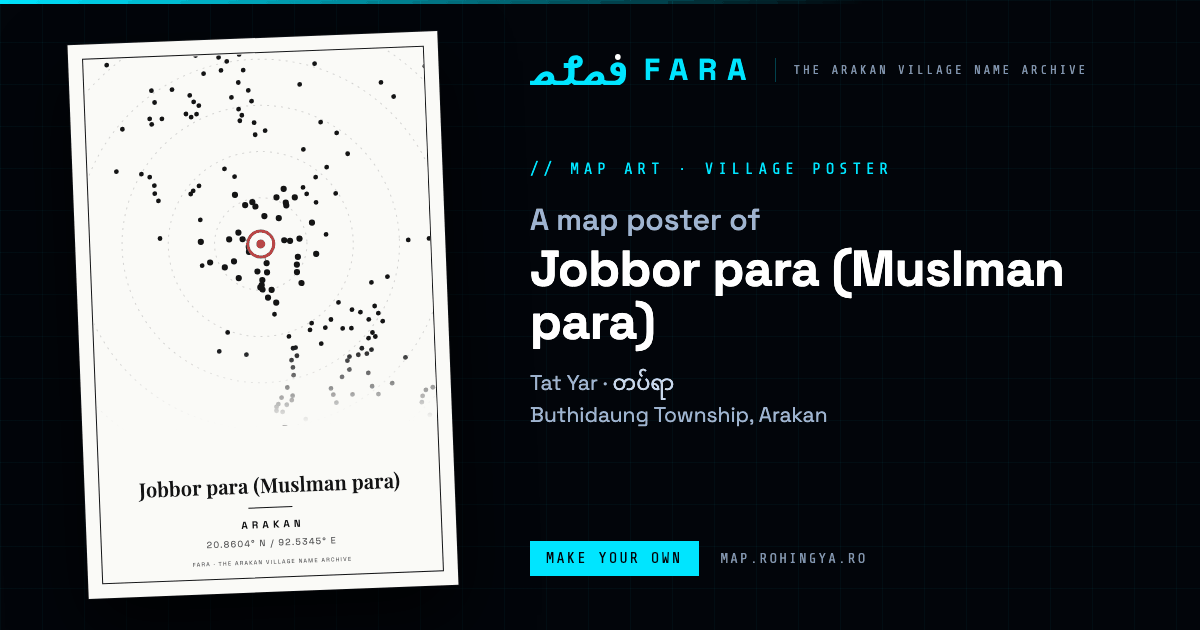 FARA
THE ARAKAN VILLAGE NAME ARCHIVE
// MAP ART · VILLAGE POSTER
A map poster of
Jobbor para (Muslman
para)
Tat Yar · တပ်ရာ
Buthidaung Township, Arakan
MAKE YOUR OWN
MAP.ROHINGYA.RO
Jobbor para (Muslman para)
ARAKAN
20.8604° N / 92.5345° E
FARA · THE ARAKAN VILLAGE NAME ARCHIVE